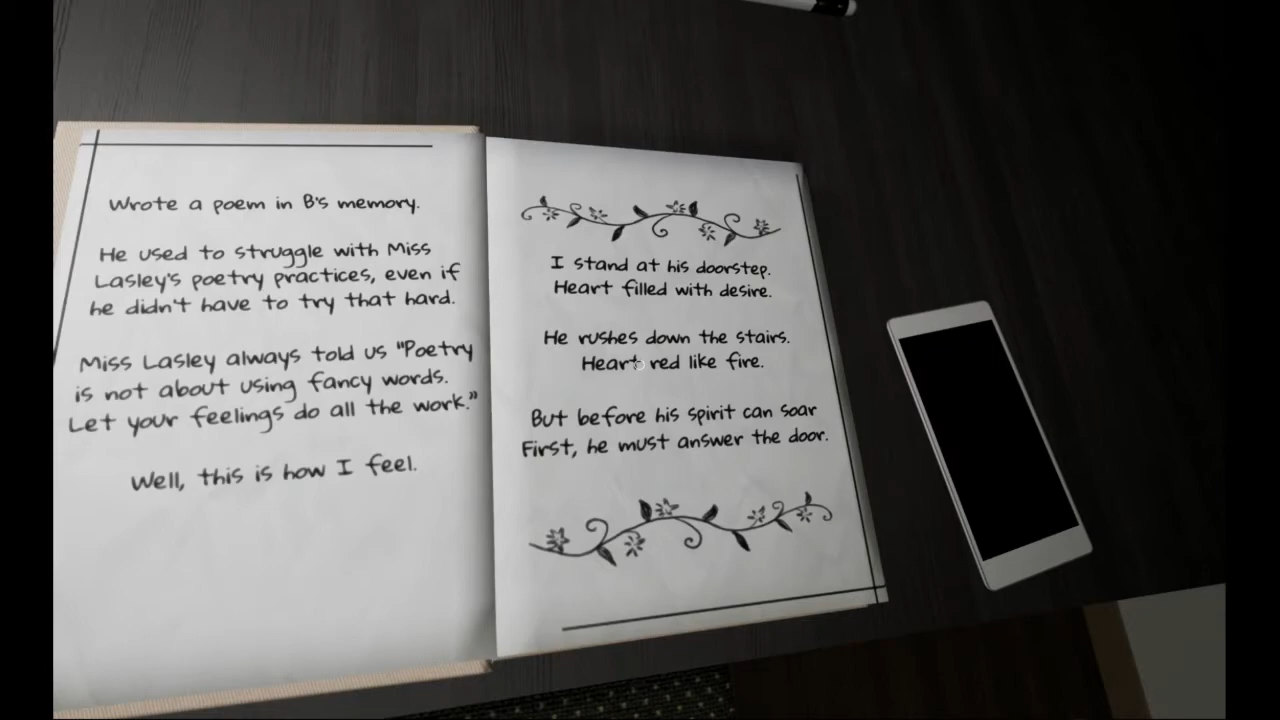 Wrote a poem in B's memory.
He used to struggle with Miss
Lasley's poetry practices, even if
he didn't have to try that hard.
Miss Lasley always told us "Poetry
is not about using fancy words.
Let your feelings do all the work."
Well, this is how I feel.
I stand at his doorstep.
Heart filled with desire.
He rushes down the stairs.
Heart red like fire.
But before his spirit can soar
First, he must answer the door.